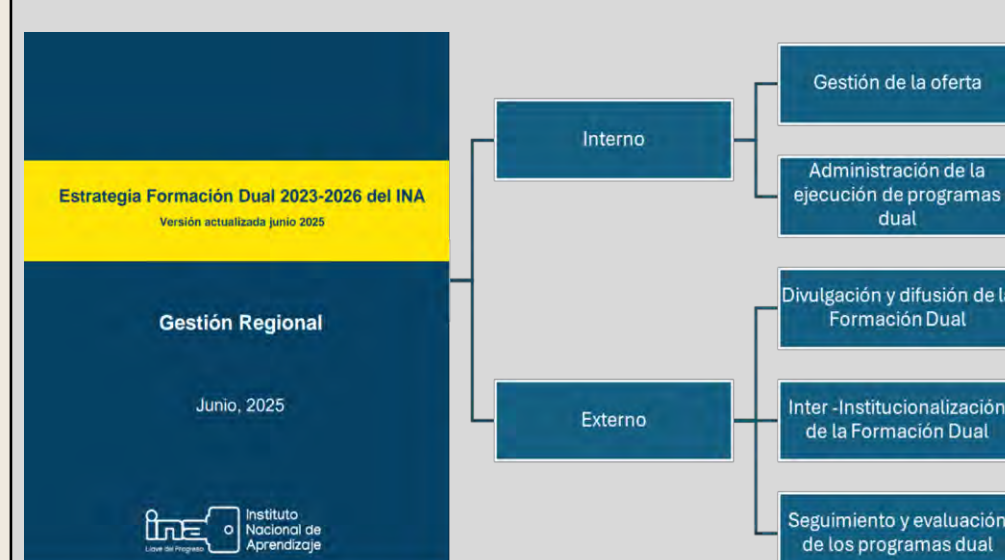 Estrategia Formación Dual 2023-2026 del INA
Versión actualizada junio 2025
Gestión Regional
Junio, 2025
ina
Llave del Progreso
Instituto
Nacional de
Aprendizaje
Interno
Gestión de la oferta
Administración de la
ejecución de programas
dual
Externo
Divulgación y difusión de la
Formación Dual
Inter -Institucionalización
de la Formación Dual
Seguimiento y evaluación
de los programas dual